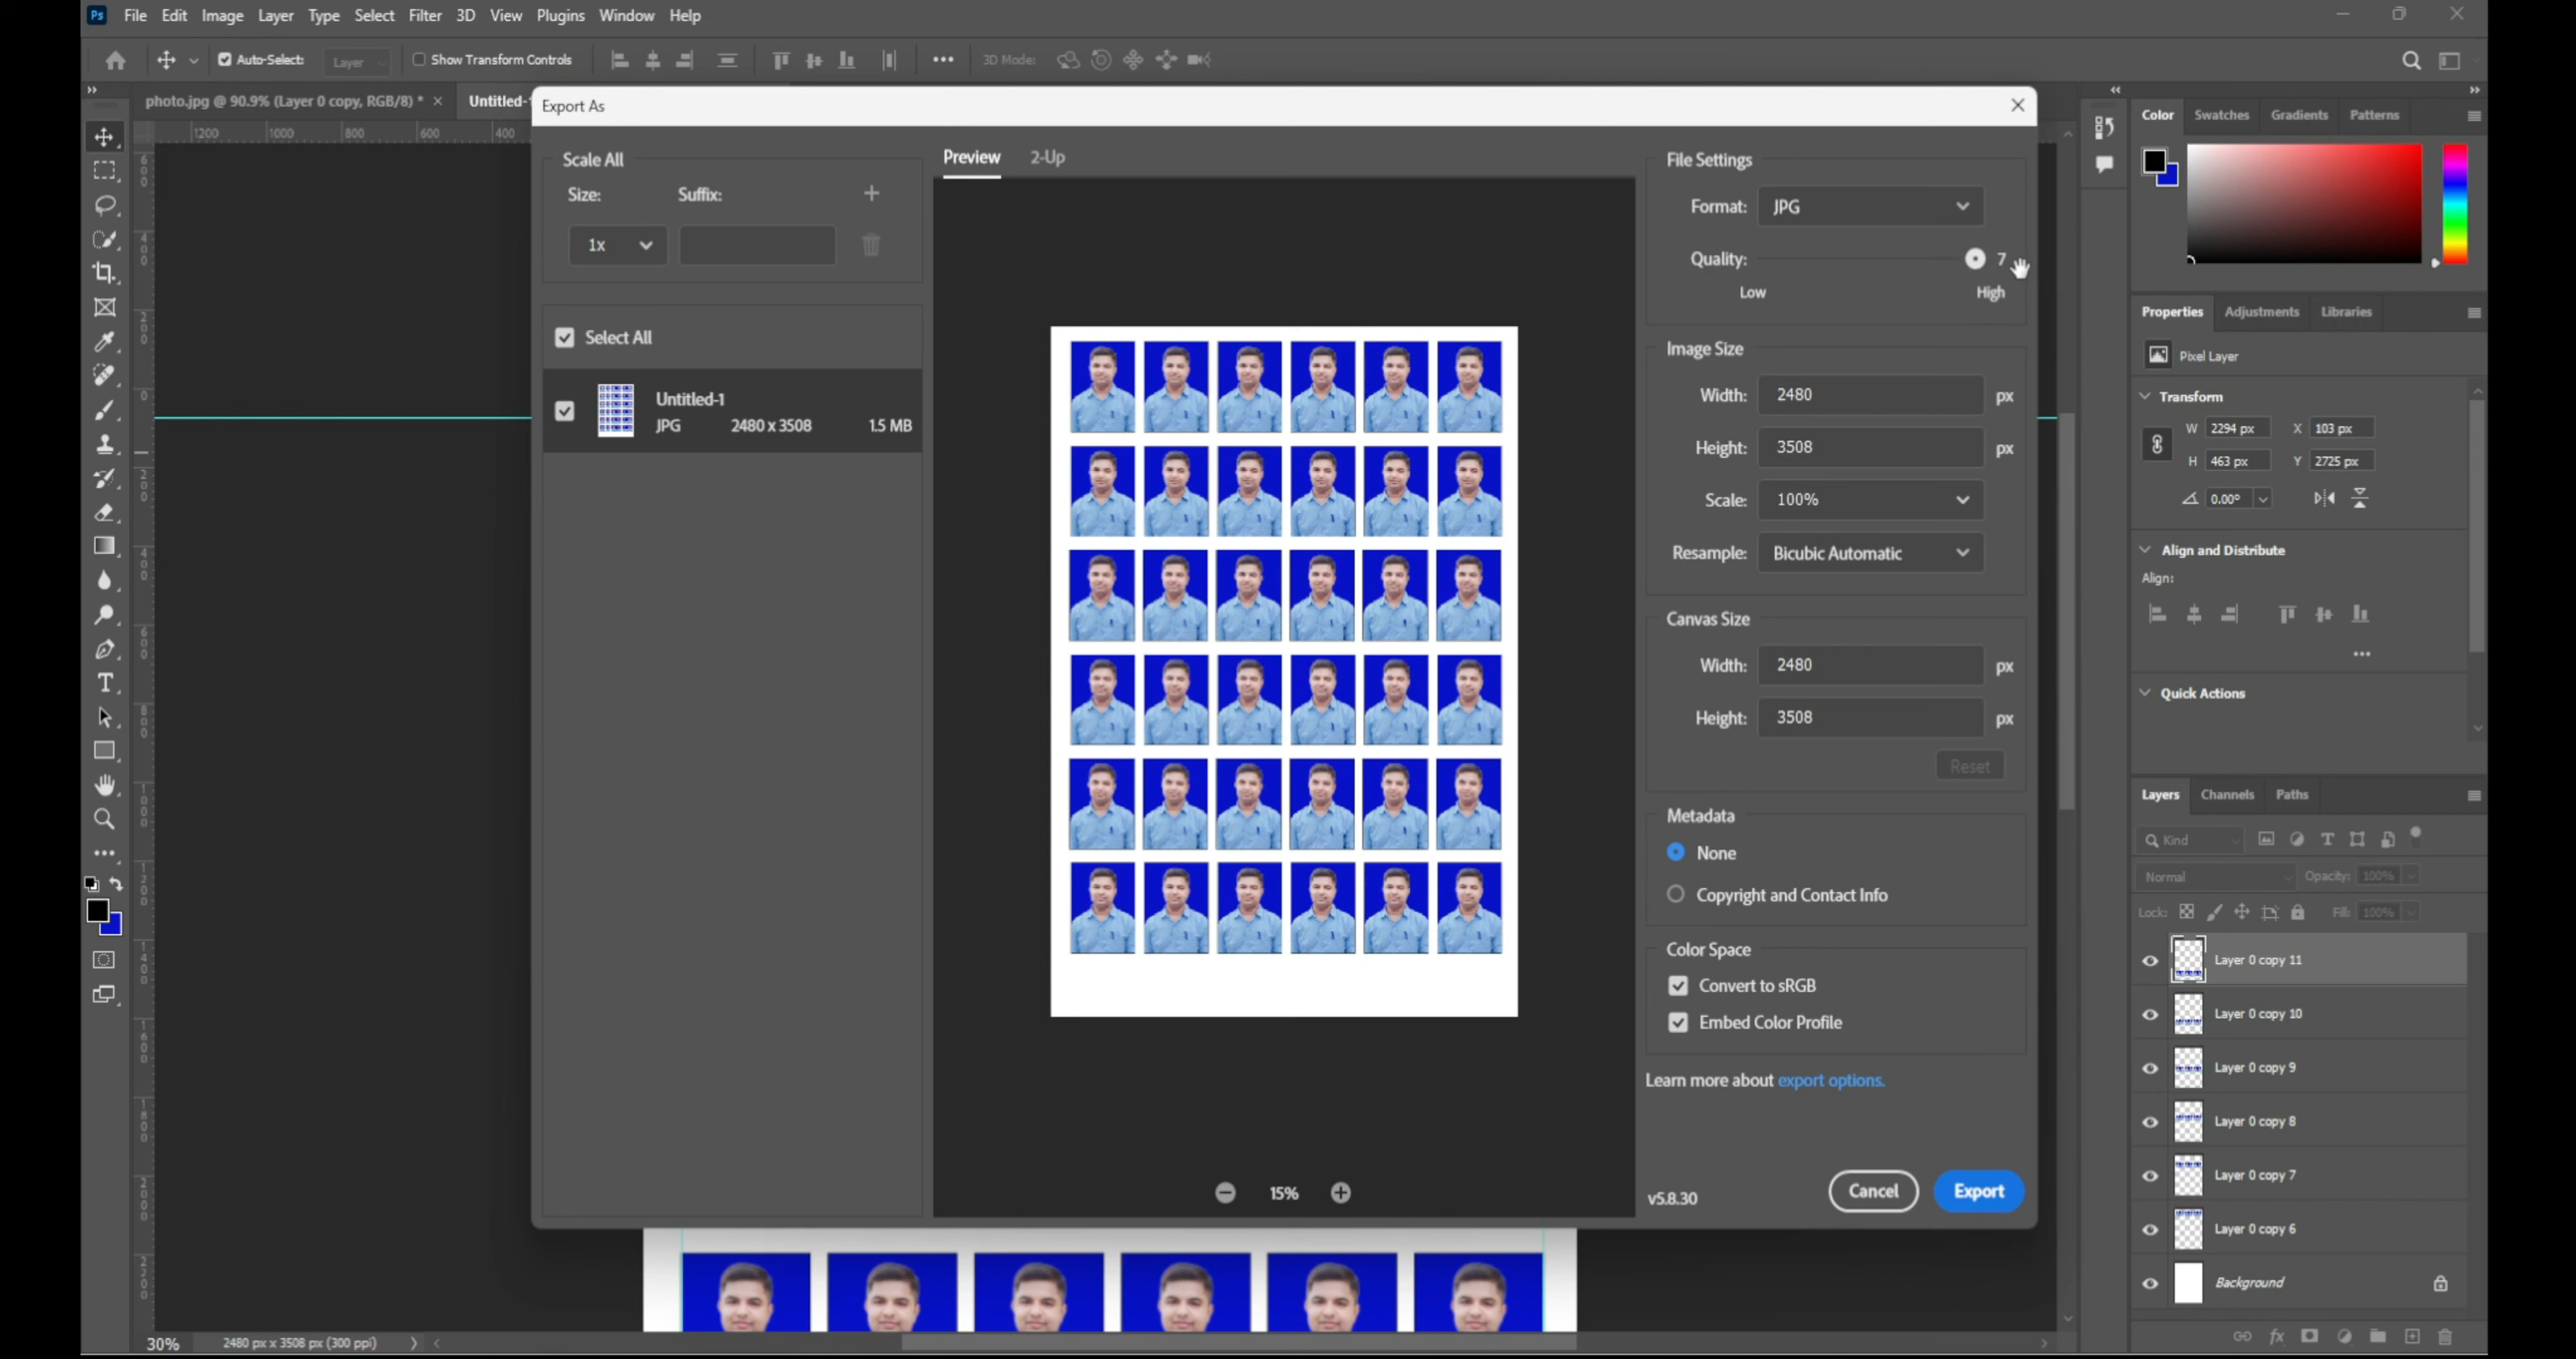 Ps File Edit Image Layer Type Select Filter 3D View Plugins Window Help
Auto-Select: Layer Show Transform Controls ••• 3D Mode:
photo.jpg @ 90.9% (Layer 0 copy, RGB/8) * × Untitled-
1200 1000 800 600 400
Export As
Scale All
Size: Suffix:
1x
Select All
Untitled-1
JPG 2480 x 3508 1.5 MB
Preview 2-Up
15%
File Settings
Format: JPG
Quality: 7
Low High
Image Size
Width: 2480 px
Height: 3508 px
Scale: 100%
Resample: Bicubic Automatic
Canvas Size
Width: 2480 px
Height: 3508 px
Reset
Metadata
None
Copyright and Contact Info
Color Space
Convert to sRGB
Embed Color Profile
Learn more about export options.
v5.8.30 Cancel Export
Color Swatches Gradients Patterns
Properties Adjustments Libraries
Pixel Layer
Transform
W 2294 px X 103 px
H 463 px Y 2725 px
0.00°
Align and Distribute
Align:
•••
Quick Actions
Layers Channels Paths
Kind
Normal Opacity: 100%
Lock: Fill: 100%
Layer 0 copy 11
Layer 0 copy 10
Layer 0 copy 9
Layer 0 copy 8
Layer 0 copy 7
Layer 0 copy 6
Background
30% 2480 px x 3508 px (300 ppi)